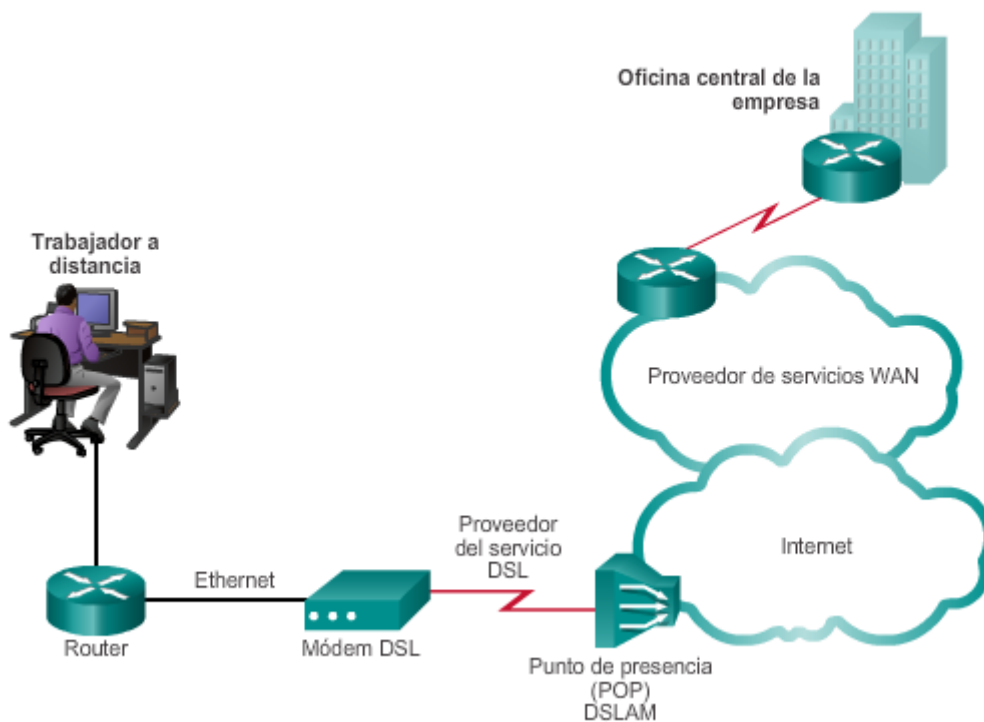 Oficina central de la
empresa
Trabajador a
distancia
Proveedor de servicios WAN
Proveedor
del servicio
DSL
Internet
Ethernet
Router
Módem DSL
Punto de presencia
(POP)
DSLAM